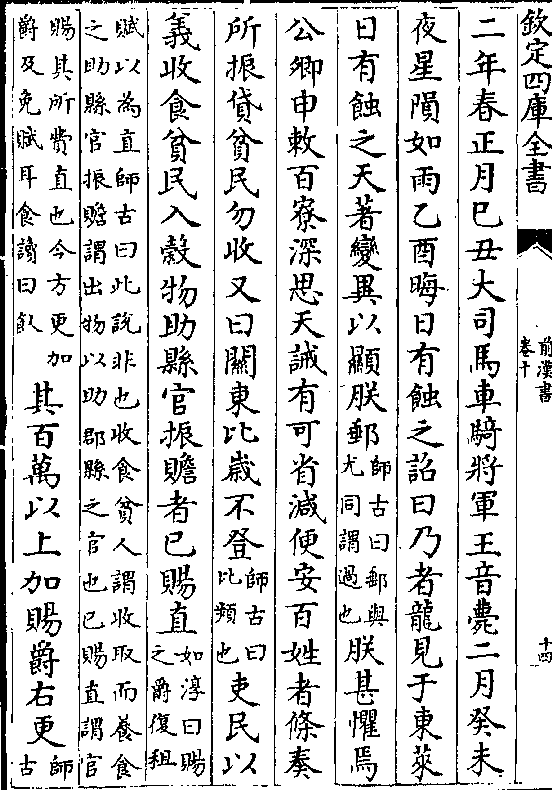 欽定四庫全書
前漢書
卷十
十四
二年春正月已丑大司馬車騎將軍王音薨二月癸未
夜星隕如雨乙酉晦日有蝕之詔曰乃者龍見于東萊
日有蝕之天著變異以顯朕郵師古曰郵與尤同謂過也朕甚懼焉
公卿申敕百寮深思天誡有可省減便安百姓者條奏
所振貸貧民勿收又曰關東比歲不登師古曰比頻也吏民以
義收食貧民入穀物助縣官振贍者已賜直如淳曰賜之爵復租
賦以為直師古曰此說非也收食貧人謂收取而養食之助縣官振贍謂出物以助郡縣之官也已賜直謂官
賜其所費直也今方更加爵及免賦耳食讀曰飤其百萬以上加賜爵右更師古